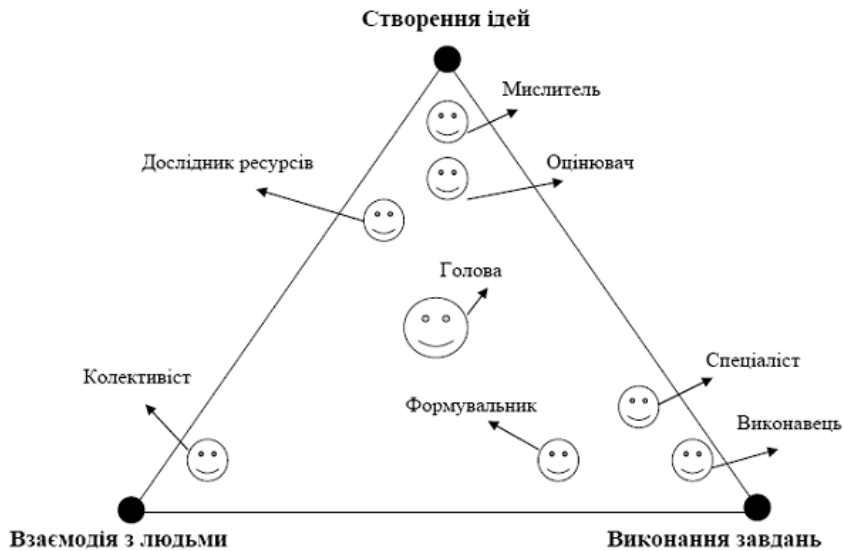 Створення ідей
Мислитель
Дослідник ресурсів
Оцінювач
Голова
Спеціаліст
Колективіст
Формувальник
Виконавець
Взаємодія з людьми
Виконання завдань